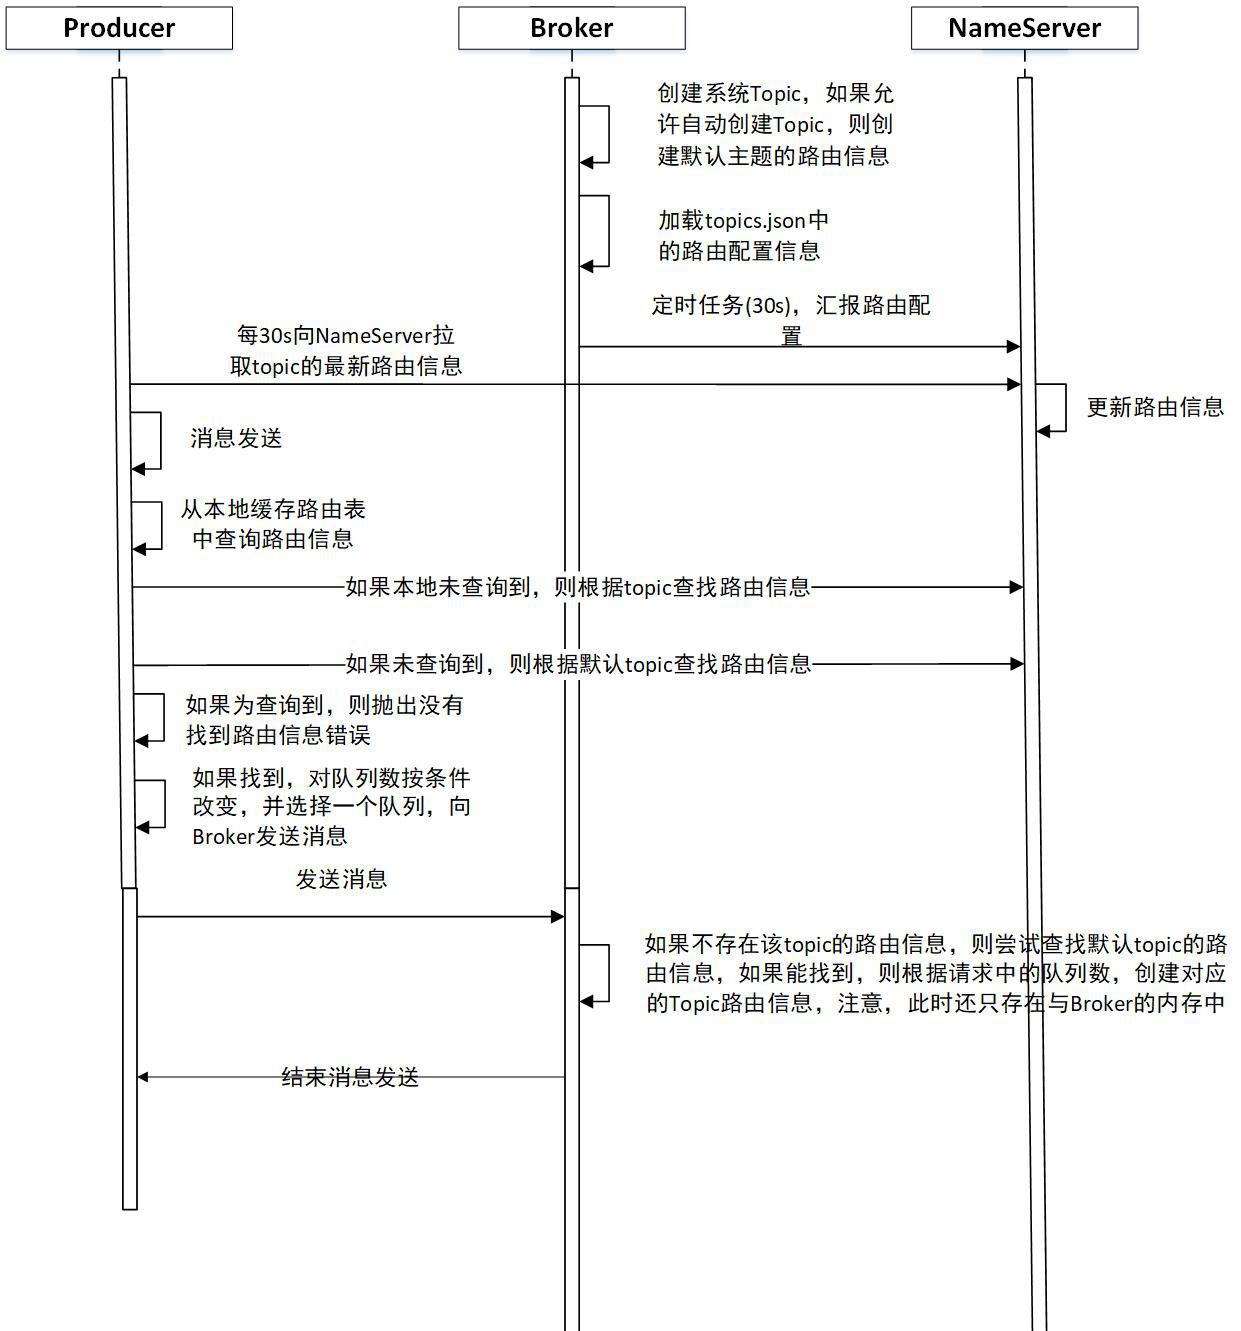 Producer
Broker
NameServer
创建系统Topic，如果允
许自动创建Topic，则创
建默认主题的路由信息
加载topics.json中
的路由配置信息
定时任务(30s)，汇报路由配
置
每30s向NameServer拉
取topic的最新路由信息
更新路由信息
消息发送
从本地缓存路由表
中查询路由信息
如果本地未查询到，则根据topic查找路由信息
如果未查询到，则根据默认topic查找路由信息
如果为查询到，则抛出没有
找到路由信息错误
如果找到，对队列数按条件
改变，并选择一个队列，向
Broker发送消息
发送消息
如果不存在该topic的路由信息，则尝试查找默认topic的路
由信息，如果能找到，则根据请求中的队列数，创建对应
的Topic路由信息，注意，此时还只存在与Broker的内存中
结束消息发送